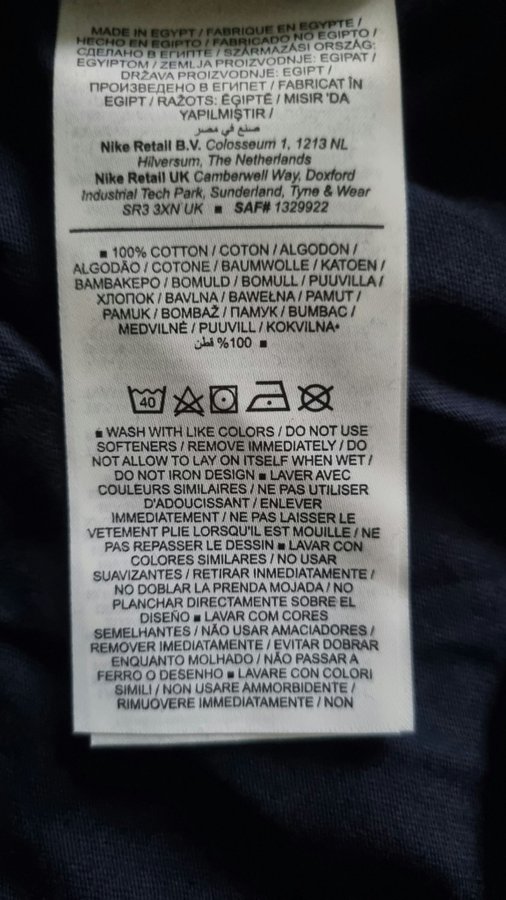 MADE IN EGYPT / FABRIQUE EN EGYPTE /
HECHO EN EGIPTO / FABRICADO NO EGIPTO /
СДЕЛАНО В ЕГИПТЕ / SZÁRMAZÁSI ORSZÁG:
EGYIPTOM / ZEMLJA PROIZVODNJE: EGIPAT /
DRŽAVA PROIZVODNJE: EGIPT /
ПРОИЗВЕДЕНО В ЕГИПЕТ / FABRICAT ÎN
EGIPT / RAŽOTS: ĒĢIPTĒ / MISIR 'DA
YAPILMIŞTIR /
صنع في مصر
Nike Retail B.V. Colosseum 1, 1213 NL
Hilversum, The Netherlands
Nike Retail UK Camberwell Way, Doxford
Industrial Tech Park, Sunderland, Tyne & Wear
SR3 3XN UK ■ SAF# 1329922
■ 100% COTTON / COTON / ALGODON /
ALGODÃO / COTONE / BAUMWOLLE / KATOEN /
ΒΑΜΒΑΚΕΡΟ / BOMULD / BOMULL / PUUVILLA /
ХЛОПОК / BAVLNA / BAWEŁNA / PAMUT /
PAMUK / BOMBAŽ / ПАМУК / BUMBAC /
MEDVILNĖ / PUUVILL / KOKVILNA*
100% قطن ■
40
■ WASH WITH LIKE COLORS / DO NOT USE
SOFTENERS / REMOVE IMMEDIATELY / DO
NOT ALLOW TO LAY ON ITSELF WHEN WET /
DO NOT IRON DESIGN ■ LAVER AVEC
COULEURS SIMILAIRES / NE PAS UTILISER
D'ADOUCISSANT / ENLEVER
IMMEDIATEMENT / NE PAS LAISSER LE
VETEMENT PLIE LORSQU'IL EST MOUILLE / NE
PAS REPASSER LE DESSIN ■ LAVAR CON
COLORES SIMILARES / NO USAR
SUAVIZANTES / RETIRAR INMEDIATAMENTE /
NO DOBLAR LA PRENDA MOJADA / NO
PLANCHAR DIRECTAMENTE SOBRE EL
DISEÑO ■ LAVAR COM CORES
SEMELHANTES / NÃO USAR AMACIADORES /
REMOVER IMEDIATAMENTE / EVITAR DOBRAR
ENQUANTO MOLHADO / NÃO PASSAR A
FERRO O DESENHO ■ LAVARE CON COLORI
SIMILI / NON USARE AMMORBIDENTE /
RIMUOVERE IMMEDIATAMENTE / NON